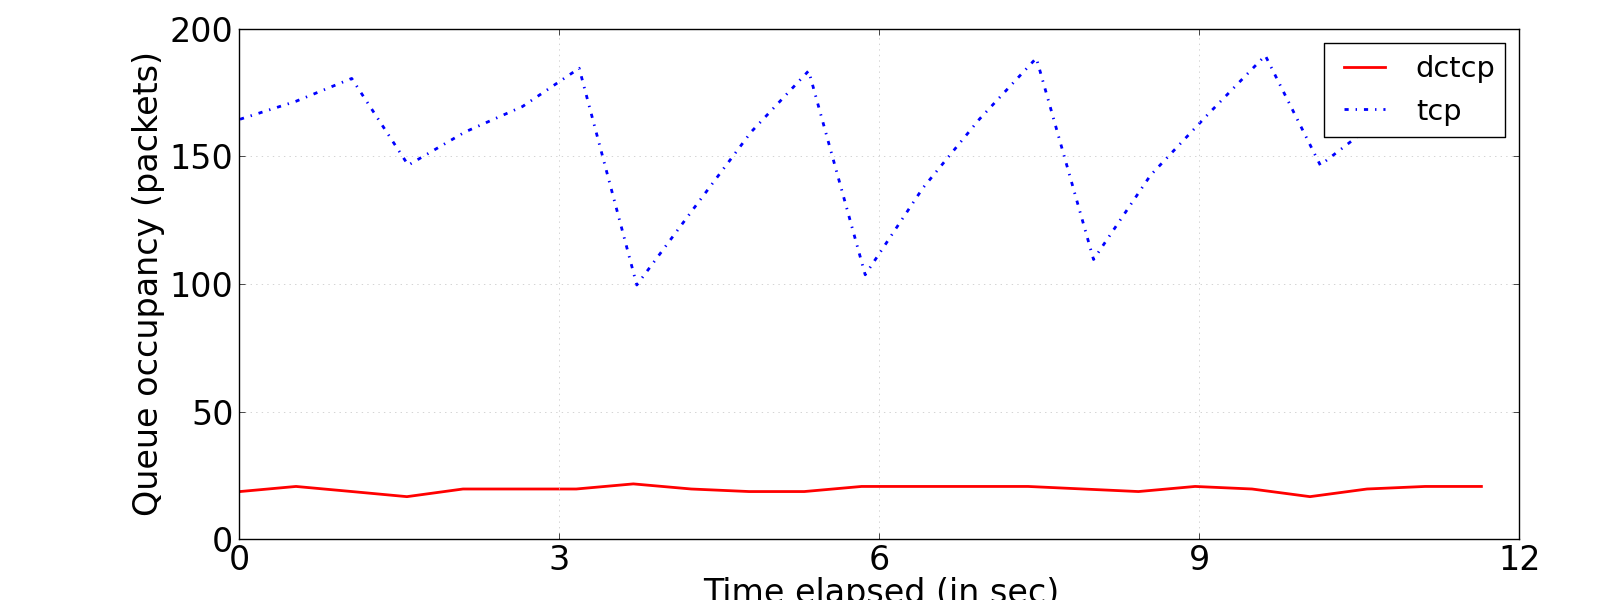 Queue occupancy (packets)
200
150
100
50
0
0 3 6 9 12
Time elapsed (in sec)
dctcp
tcp